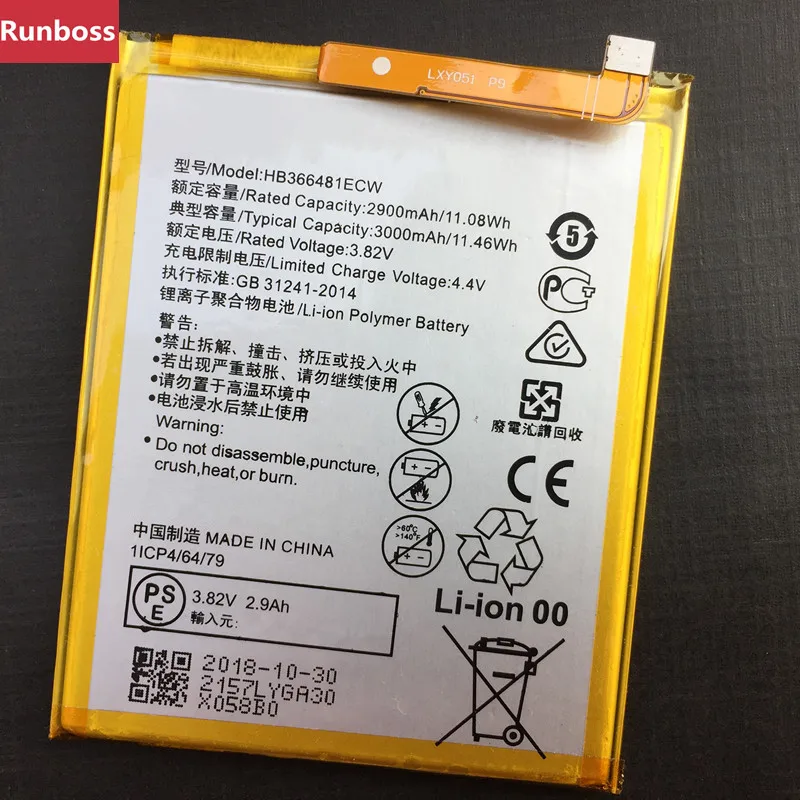 Runboss
LXY051 P9
型号/Model:HB366481ECW
额定容量/Rated Capacity:2900mAh/11.08Wh
典型容量/Typical Capacity:3000mAh/11.46Wh
额定电压/Rated Voltage:3.82V
充电限制电压/Limited Charge Voltage:4.4V
执行标准:GB 31241-2014
锂离子聚合物电池/Li-ion Polymer Battery
警告:
•禁止拆解、撞击、挤压或投入火中
•若出现严重鼓胀、请勿继续使用
•请勿置于高温环境中
•电池浸水后禁止使用
Warning:
• Do not disassemble,puncture,
crush,heat,or burn.
5
PCT
廢電池請回收
CE
>60°C
>140°F
中国制造 MADE IN CHINA
1ICP4/64/79
PS
E
3.82V 2.9Ah
輸入元:
Li-ion 00
2018-10-30
2157LYGA30
X058B0